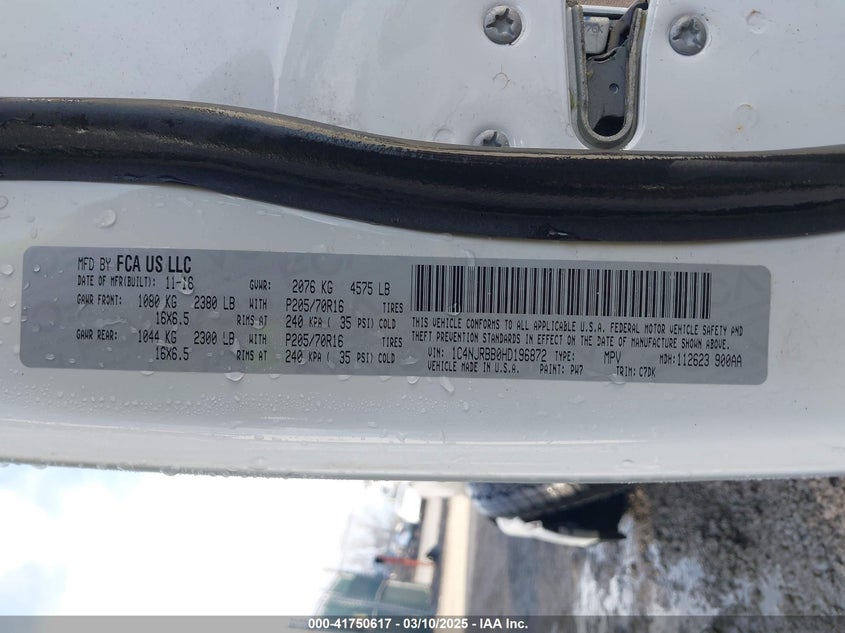 MFD BY FCA US LLC
DATE OF MFR(BUILT): 11-16 GVWR: 2076 KG 4575 LB
GAWR FRONT: 1080 KG 2380 LB WITH P205/70R16 TIRES
16X6.5 RIMS AT 240 KPA ( 35 PSI) COLD
GAWR REAR: 1044 KG 2300 LB WITH P205/70R16 TIRES
16X6.5 RIMS AT 240 KPA ( 35 PSI) COLD
THIS VEHICLE CONFORMS TO ALL APPLICABLE U.S.A. FEDERAL MOTOR VEHICLE SAFETY AND
THEFT PREVENTION STANDARDS IN EFFECT ON THE DATE OF MANUFACTURE SHOWN ABOVE.
VIN: 1C4NJRBB0HD196872 TYPE: MPV MDH: 112623 900AA
VEHICLE MADE IN U.S.A. PAINT: PW7 TRIM: C7DK
000-41750617 - 03/10/2025 - IAA Inc.